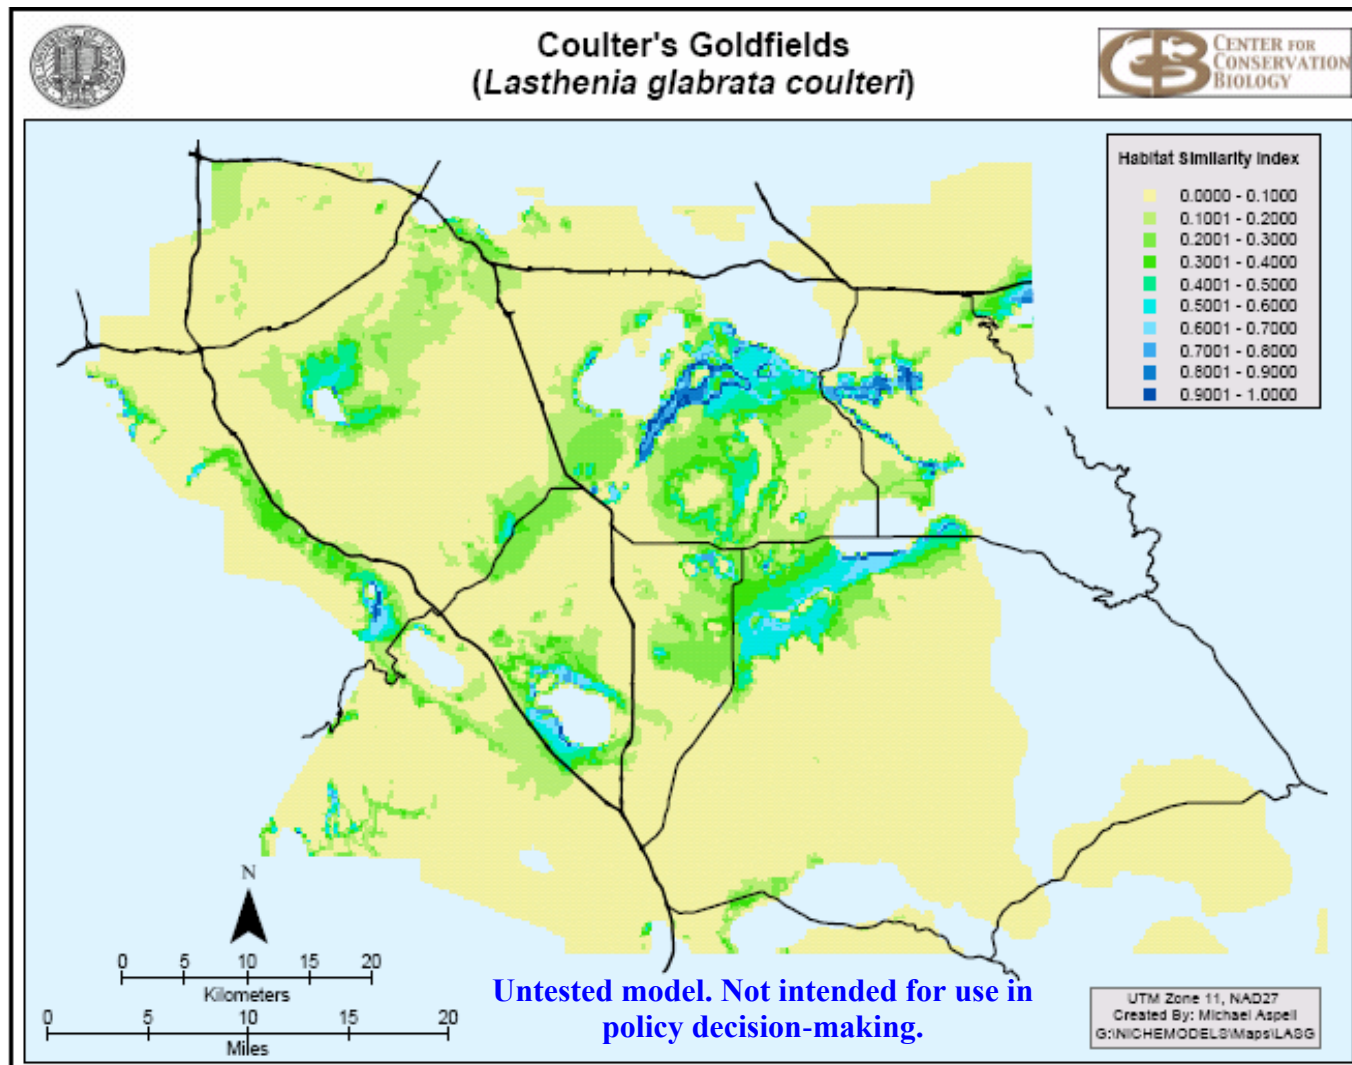 Coulter's Goldfields
(Lasthenia glabrata coulteri)
CENTER FOR
CONSERVATION
BIOLOGY
Habitat Similarity Index
0.0000 - 0.1000
0.1001 - 0.2000
0.2001 - 0.3000
0.3001 - 0.4000
0.4001 - 0.5000
0.5001 - 0.6000
0.6001 - 0.7000
0.7001 - 0.8000
0.8001 - 0.9000
0.9001 - 1.0000
N
0 5 10 15 20
Kilometers
0 5 10 15 20
Miles
Untested model. Not intended for use in
policy decision-making.
UTM Zone 11, NAD27
Created By: Michael Aspell
G:\NICHEMODELS\Maps\LASG